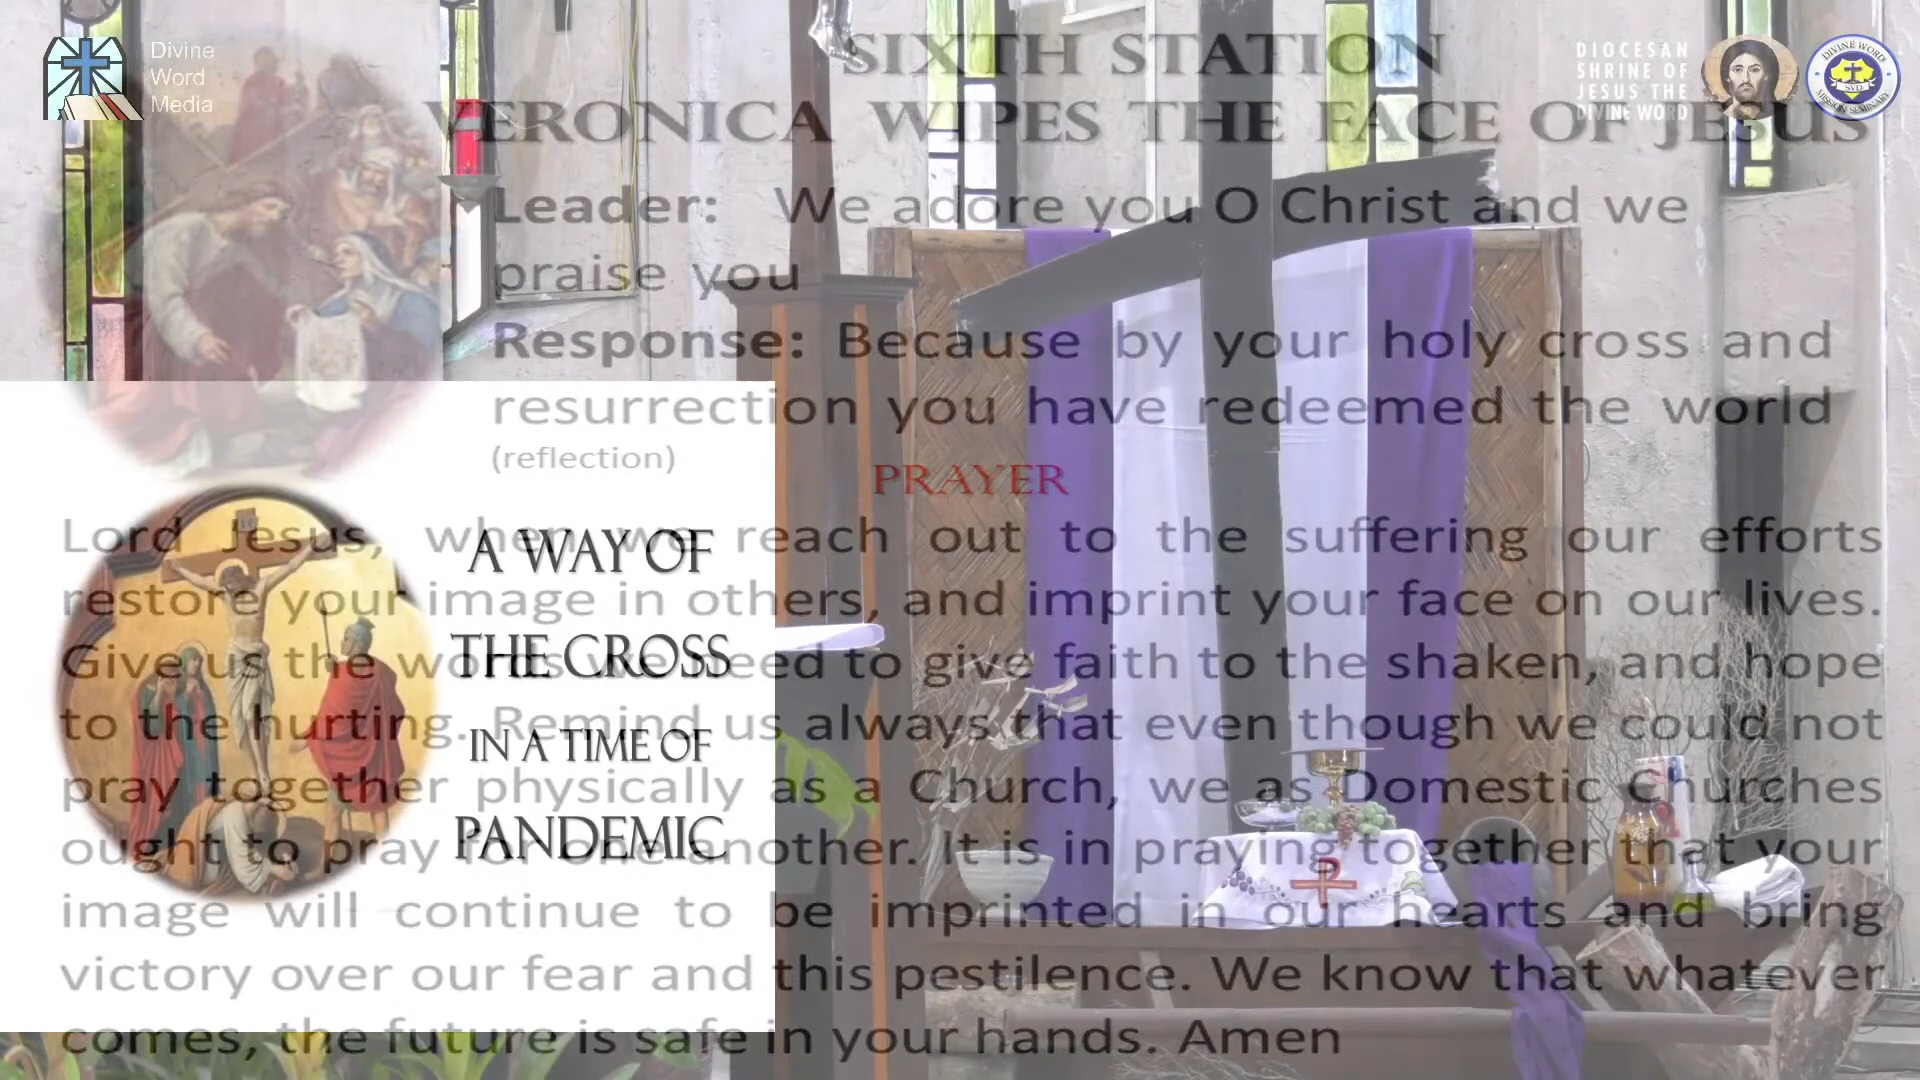 Divine
Word
Media
SIXTH STATION
DIOCESAN
SHRINE OF
JESUS THE
DIVINE WORD
DIVINE WORD
SVD
MISSION SEMINARY
VERONICA WIPES THE FACE OF JESUS
Leader: We adore you O Christ and we
praise you
Response: Because by your holy cross and
resurrection you have redeemed the world
(reflection)
PRAYER
Lord Jesus, when we reach out to the suffering our efforts
restore your image in others, and imprint your face on our lives.
Give us the words we need to give faith to the shaken, and hope
to the hurting. Remind us always that even though we could not
pray together physically as a Church, we as Domestic Churches
ought to pray for one another. It is in praying together that your
image will continue to be imprinted in our hearts and bring
victory over our fear and this pestilence. We know that whatever
comes, the future is safe in your hands. Amen
A WAY OF
THE CROSS
IN A TIME OF
PANDEMIC